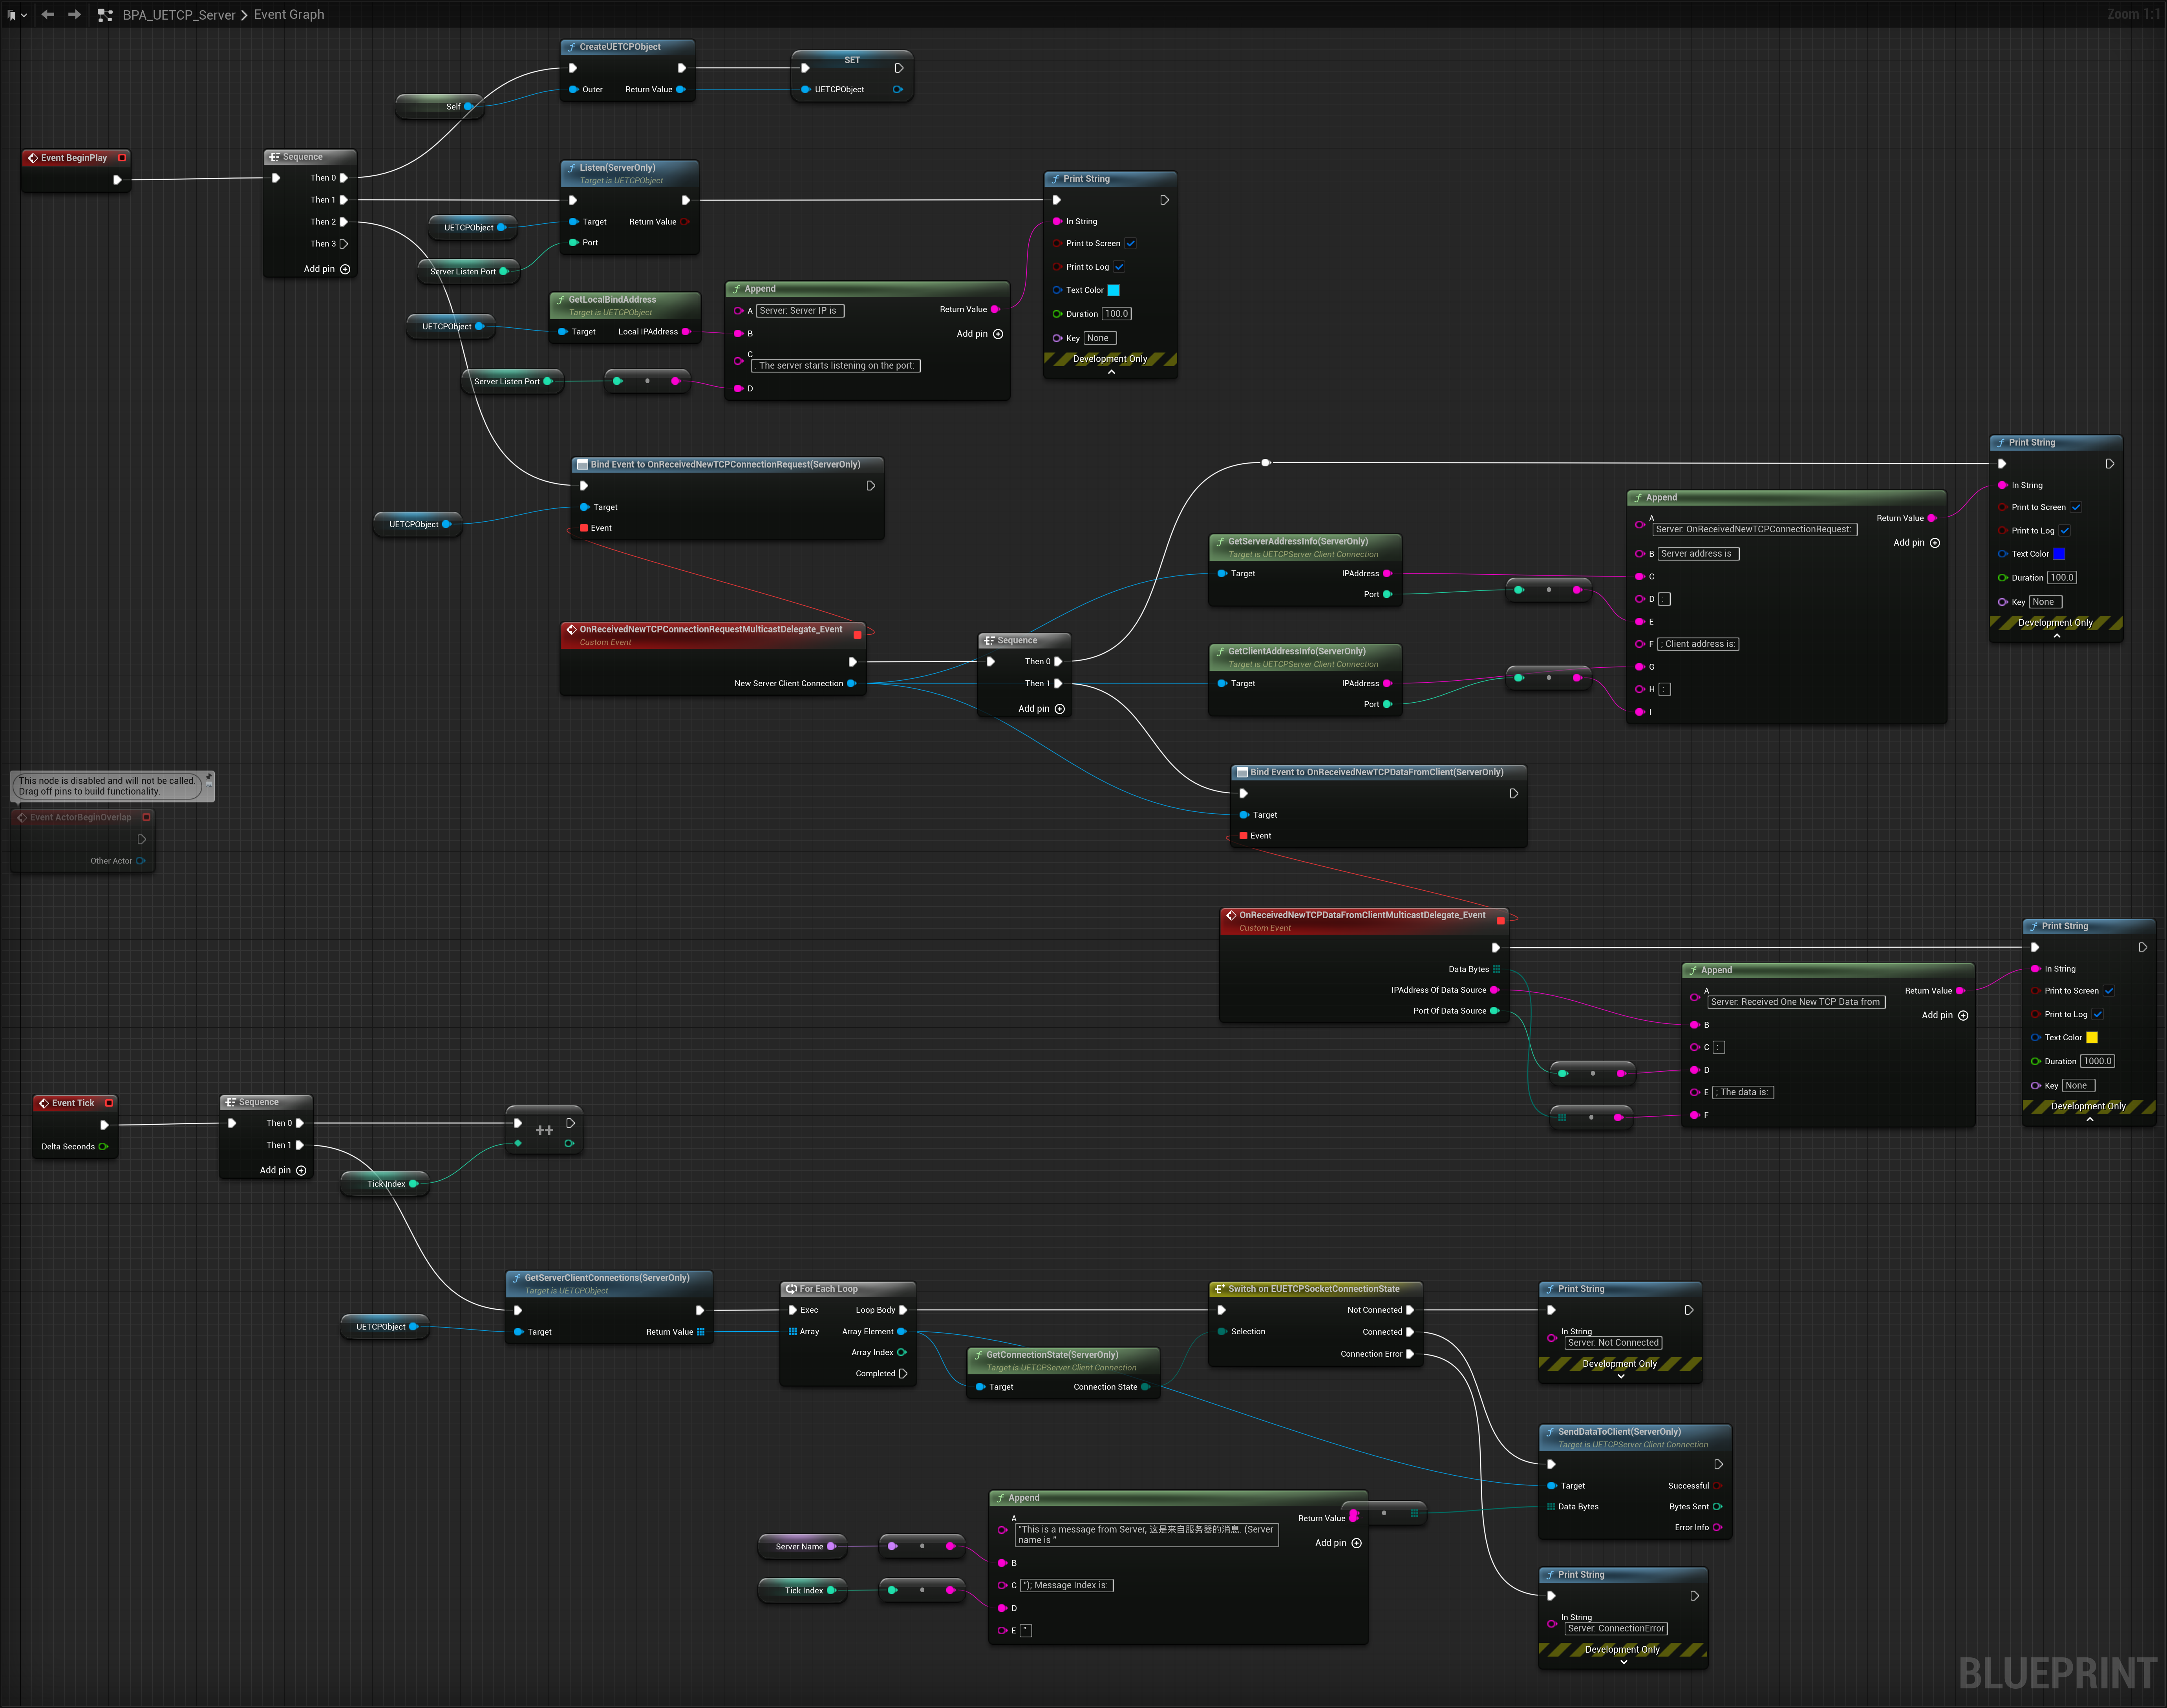 BPA_UETCP_Server > Event Graph
Zoom 1:1
CreateUETCPObject
Outer Return Value
SET
UETCPObject
Self
Event BeginPlay
Sequence
Then 0
Then 1
Then 2
Then 3
Add pin
Listen(ServerOnly)
Target is UETCPObject
Target Return Value
Port
UETCPObject
Server Listen Port
Print String
In String
Print to Screen
Print to Log
Text Color
Duration 100.0
Key None
Development Only
GetLocalBindAddress
Target is UETCPObject
Target Local IPAddress
UETCPObject
Server Listen Port
Append
A Server: Server IP is
Return Value
B
Add pin
C
. The server starts listening on the port:
D
Bind Event to OnReceivedNewTCPConnectionRequest(ServerOnly)
Target
Event
UETCPObject
OnReceivedNewTCPConnectionRequestMulticastDelegate_Event
Custom Event
New Server Client Connection
Sequence
Then 0
Then 1
Add pin
GetServerAddressInfo(ServerOnly)
Target is UETCPServer Client Connection
Target IPAddress
Port
GetClientAddressInfo(ServerOnly)
Target is UETCPServer Client Connection
Target IPAddress
Port
Append
A
Server: OnReceivedNewTCPConnectionRequest:
Return Value
Add pin
B Server address is
C
D :
E
F ; Client address is:
G
H :
I
Print String
In String
Print to Screen
Print to Log
Text Color
Duration 100.0
Key None
Development Only
Bind Event to OnReceivedNewTCPDataFromClient(ServerOnly)
Target
Event
This node is disabled and will not be called.
Drag off pins to build functionality.
Event ActorBeginOverlap
Other Actor
OnReceivedNewTCPDataFromClientMulticastDelegate_Event
Custom Event
Data Bytes
IPAddress Of Data Source
Port Of Data Source
Append
A
Server: Received One New TCP Data from
Return Value
Add pin
B
C :
D
E ; The data is:
F
Print String
In String
Print to Screen
Print to Log
Text Color
Duration 1000.0
Key None
Development Only
Event Tick
Delta Seconds
Sequence
Then 0
Then 1
Add pin
++
Tick Index
GetServerClientConnections(ServerOnly)
Target is UETCPObject
Target Return Value
UETCPObject
For Each Loop
Exec Loop Body
Array Array Element
Array Index
Completed
GetConnectionState(ServerOnly)
Target is UETCPServer Client Connection
Target Connection State
Switch on EUETCPSocketConnectionState
Not Connected
Selection Connected
Connection Error
Print String
In String
Server: Not Connected
Development Only
SendDataToClient(ServerOnly)
Target is UETCPServer Client Connection
Target Successful
Data Bytes Bytes Sent
Error Info
Append
A
"This is a message from Server, 这是来自服务器的消息. (Server
name is "
Return Value
Add pin
B
C "); Message Index is:
D
E "
Server Name
Tick Index
Print String
In String
Server: ConnectionError
Development Only
BLUEPRINT